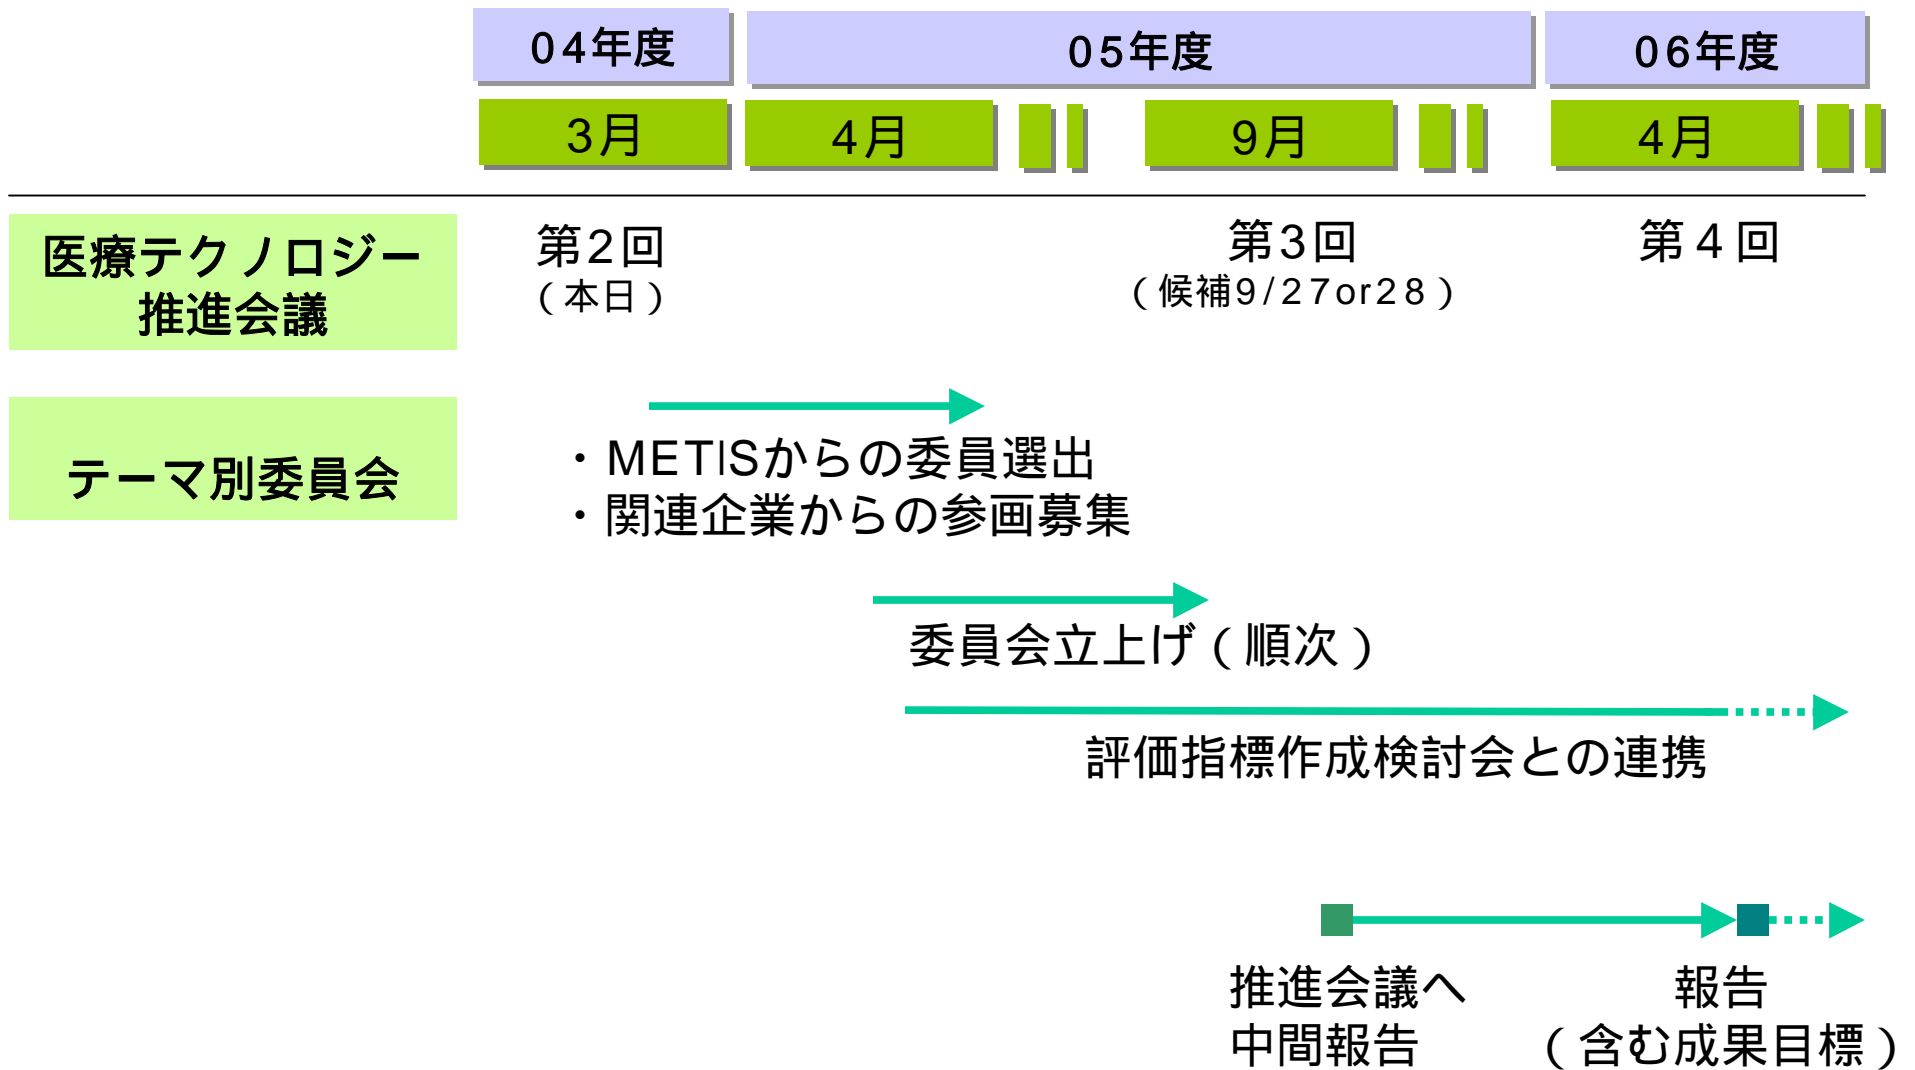 04年度
05年度
06年度
3月
4月
9月
4月
医療テクノロジー
推進会議
第2回
（本日）
第3回
（候補9/27or28）
第4回
テーマ別委員会
・METISからの委員選出
・関連企業からの参画募集
委員会立上げ（順次）
評価指標作成検討会との連携
推進会議へ
中間報告
報告
（含む成果目標）